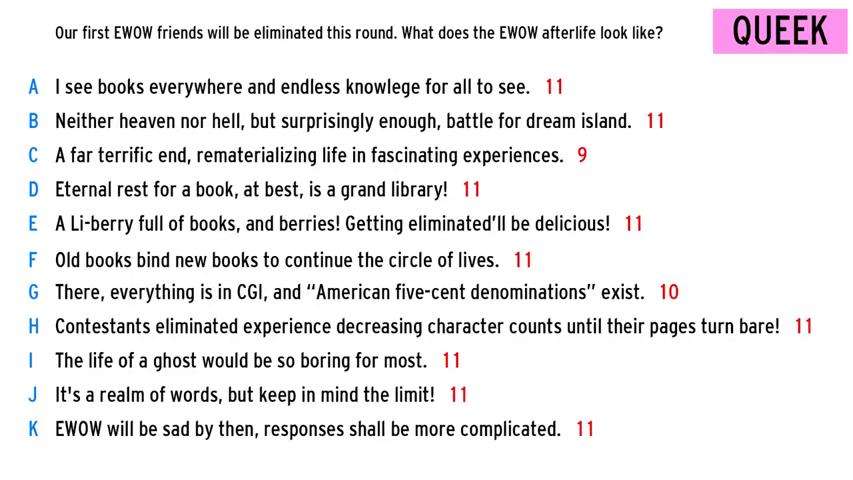 Our first EWOW friends will be eliminated this round. What does the EWOW afterlife look like?
QUEEK
A I see books everywhere and endless knowlege for all to see. 11
B Neither heaven nor hell, but surprisingly enough, battle for dream island. 11
C A far terrific end, rematerializing life in fascinating experiences. 9
D Eternal rest for a book, at best, is a grand library! 11
E A Li-berry full of books, and berries! Getting eliminated'll be delicious! 11
F Old books bind new books to continue the circle of lives. 11
G There, everything is in CGI, and “American five-cent denominations” exist. 10
H Contestants eliminated experience decreasing character counts until their pages turn bare! 11
I The life of a ghost would be so boring for most. 11
J It's a realm of words, but keep in mind the limit! 11
K EWOW will be sad by then, responses shall be more complicated. 11